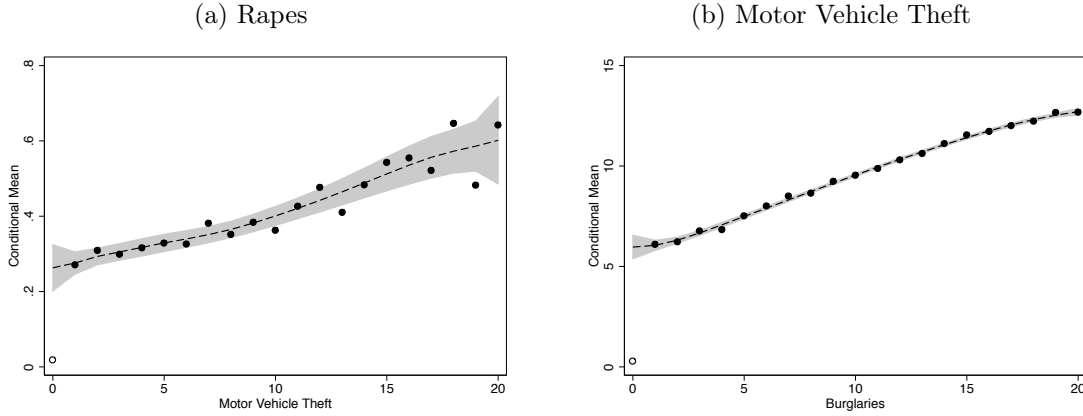 (a) Rapes
Conditional Mean
.8
.6
.4
.2
0
0 5 10 15 20
Motor Vehicle Theft
(b) Motor Vehicle Theft
Conditional Mean
15
10
5
0
0 5 10 15 20
Burglaries